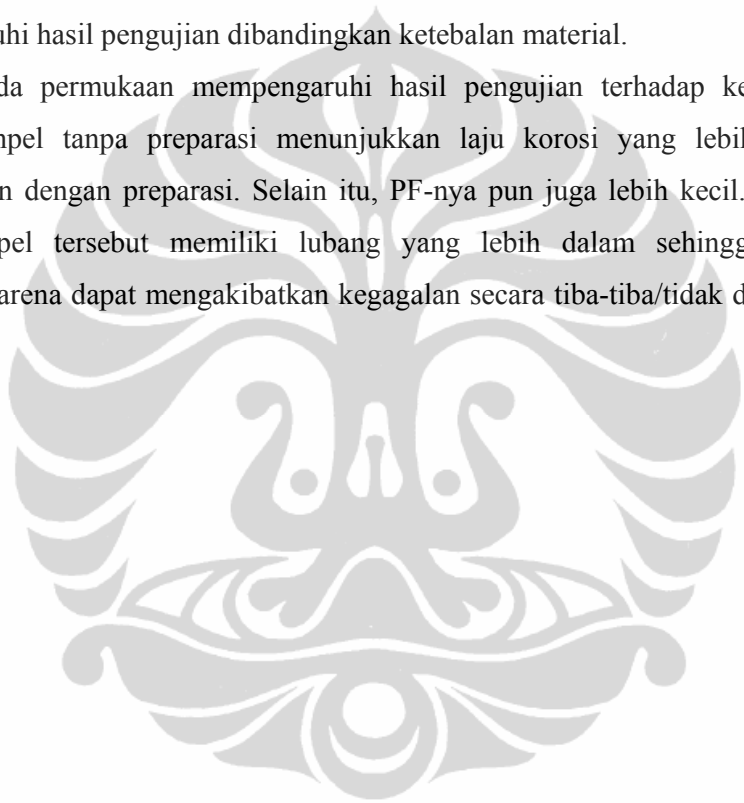 uhi hasil pengujian dibandingkan ketebalan material.
da permukaan mempengaruhi hasil pengujian terhadap ke
npel tanpa preparasi menunjukkan laju korosi yang lebih
n dengan preparasi. Selain itu, PF-nya pun juga lebih kecil.
pel tersebut memiliki lubang yang lebih dalam sehingg
arena dapat mengakibatkan kegagalan secara tiba-tiba/tidak d